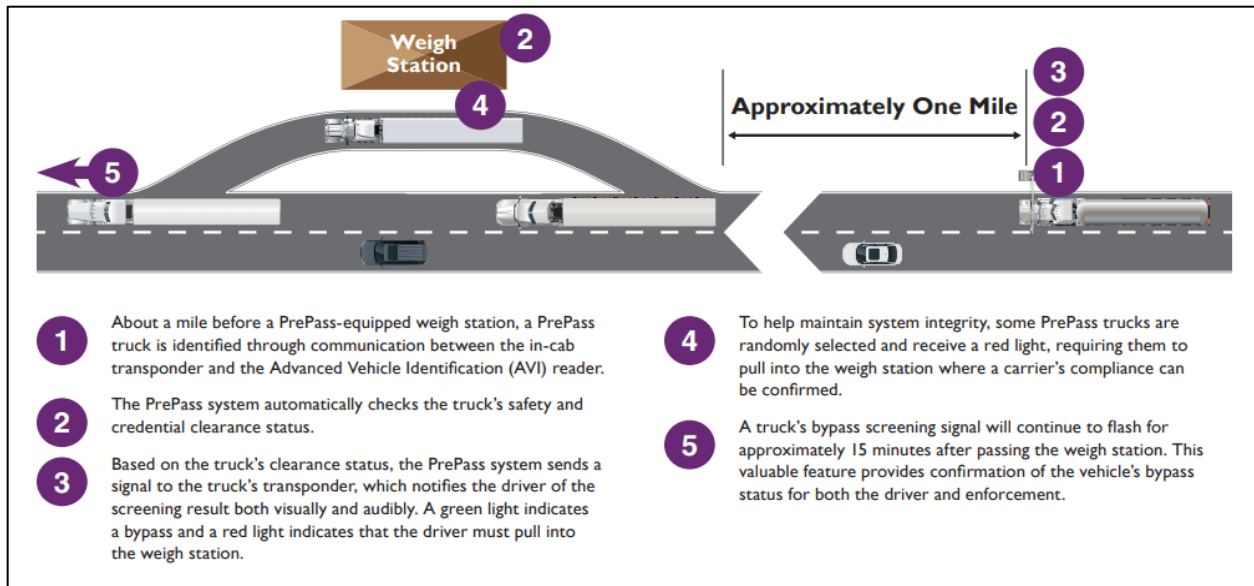 Weigh
Station
2
4
5
Approximately One Mile
3
2
1
1
About a mile before a PrePass-equipped weigh station, a PrePass
truck is identified through communication between the in-cab
transponder and the Advanced Vehicle Identification (AVI) reader.
2
The PrePass system automatically checks the truck's safety and
credential clearance status.
3
Based on the truck's clearance status, the PrePass system sends a
signal to the truck's transponder, which notifies the driver of the
screening result both visually and audibly. A green light indicates
a bypass and a red light indicates that the driver must pull into
the weigh station.
4
To help maintain system integrity, some PrePass trucks are
randomly selected and receive a red light, requiring them to
pull into the weigh station where a carrier's compliance can
be confirmed.
5
A truck's bypass screening signal will continue to flash for
approximately 15 minutes after passing the weigh station. This
valuable feature provides confirmation of the vehicle's bypass
status for both the driver and enforcement.